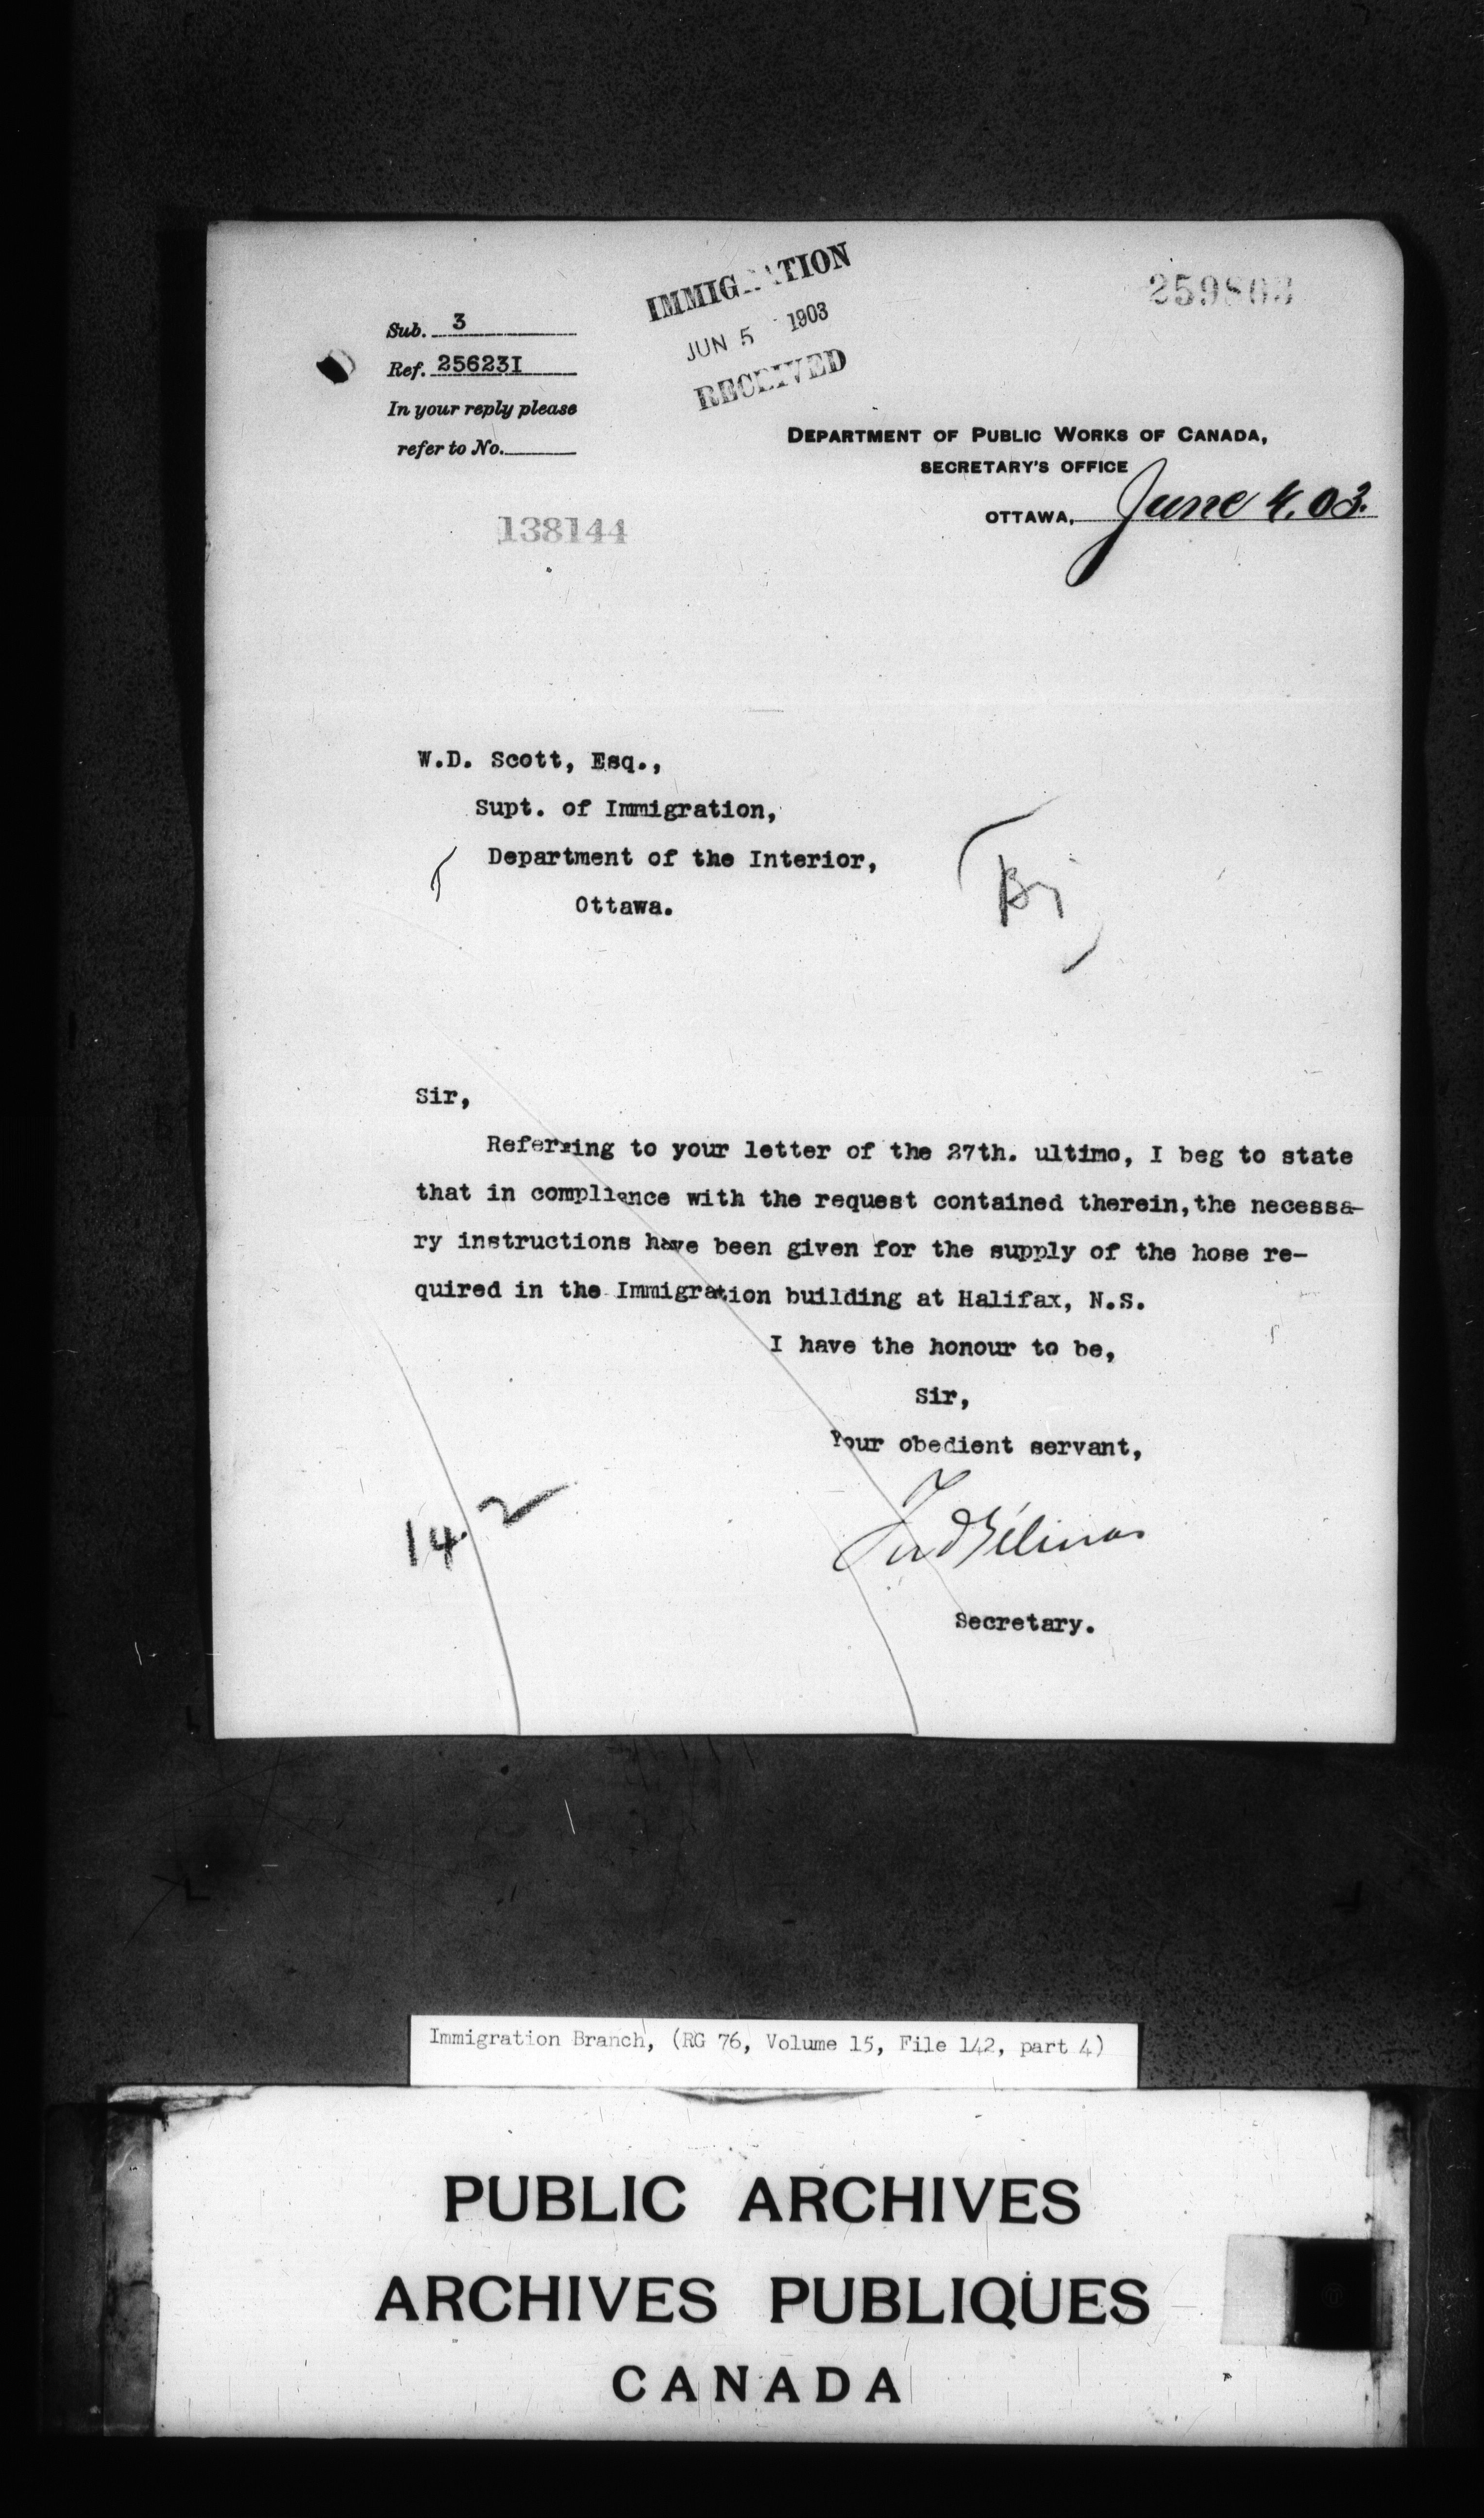 IMMIGRATION
JUN 5 1903
RECEIVED
259803
Sub. 3
Ref. 256231
In your reply please
refer to No.
DEPARTMENT OF PUBLIC WORKS OF CANADA,
SECRETARY'S OFFICE
OTTAWA, June 4, 03.
138144
W.D. Scott, Esq.,
Supt. of Immigration,
Department of the Interior,
Ottawa.
Sir,
Referring to your letter of the 27th. ultimo, I beg to state
that in compliance with the request contained therein, the necessa-
ry instructions have been given for the supply of the hose re-
quired in the Immigration building at Halifax, N.S.
I have the honour to be,
Sir,
Your obedient servant,
Fred Gélinas
Secretary.
142
Immigration Branch, (RG 76, Volume 15, File 142, part 4)
PUBLIC ARCHIVES
ARCHIVES PUBLIQUES
CANADA